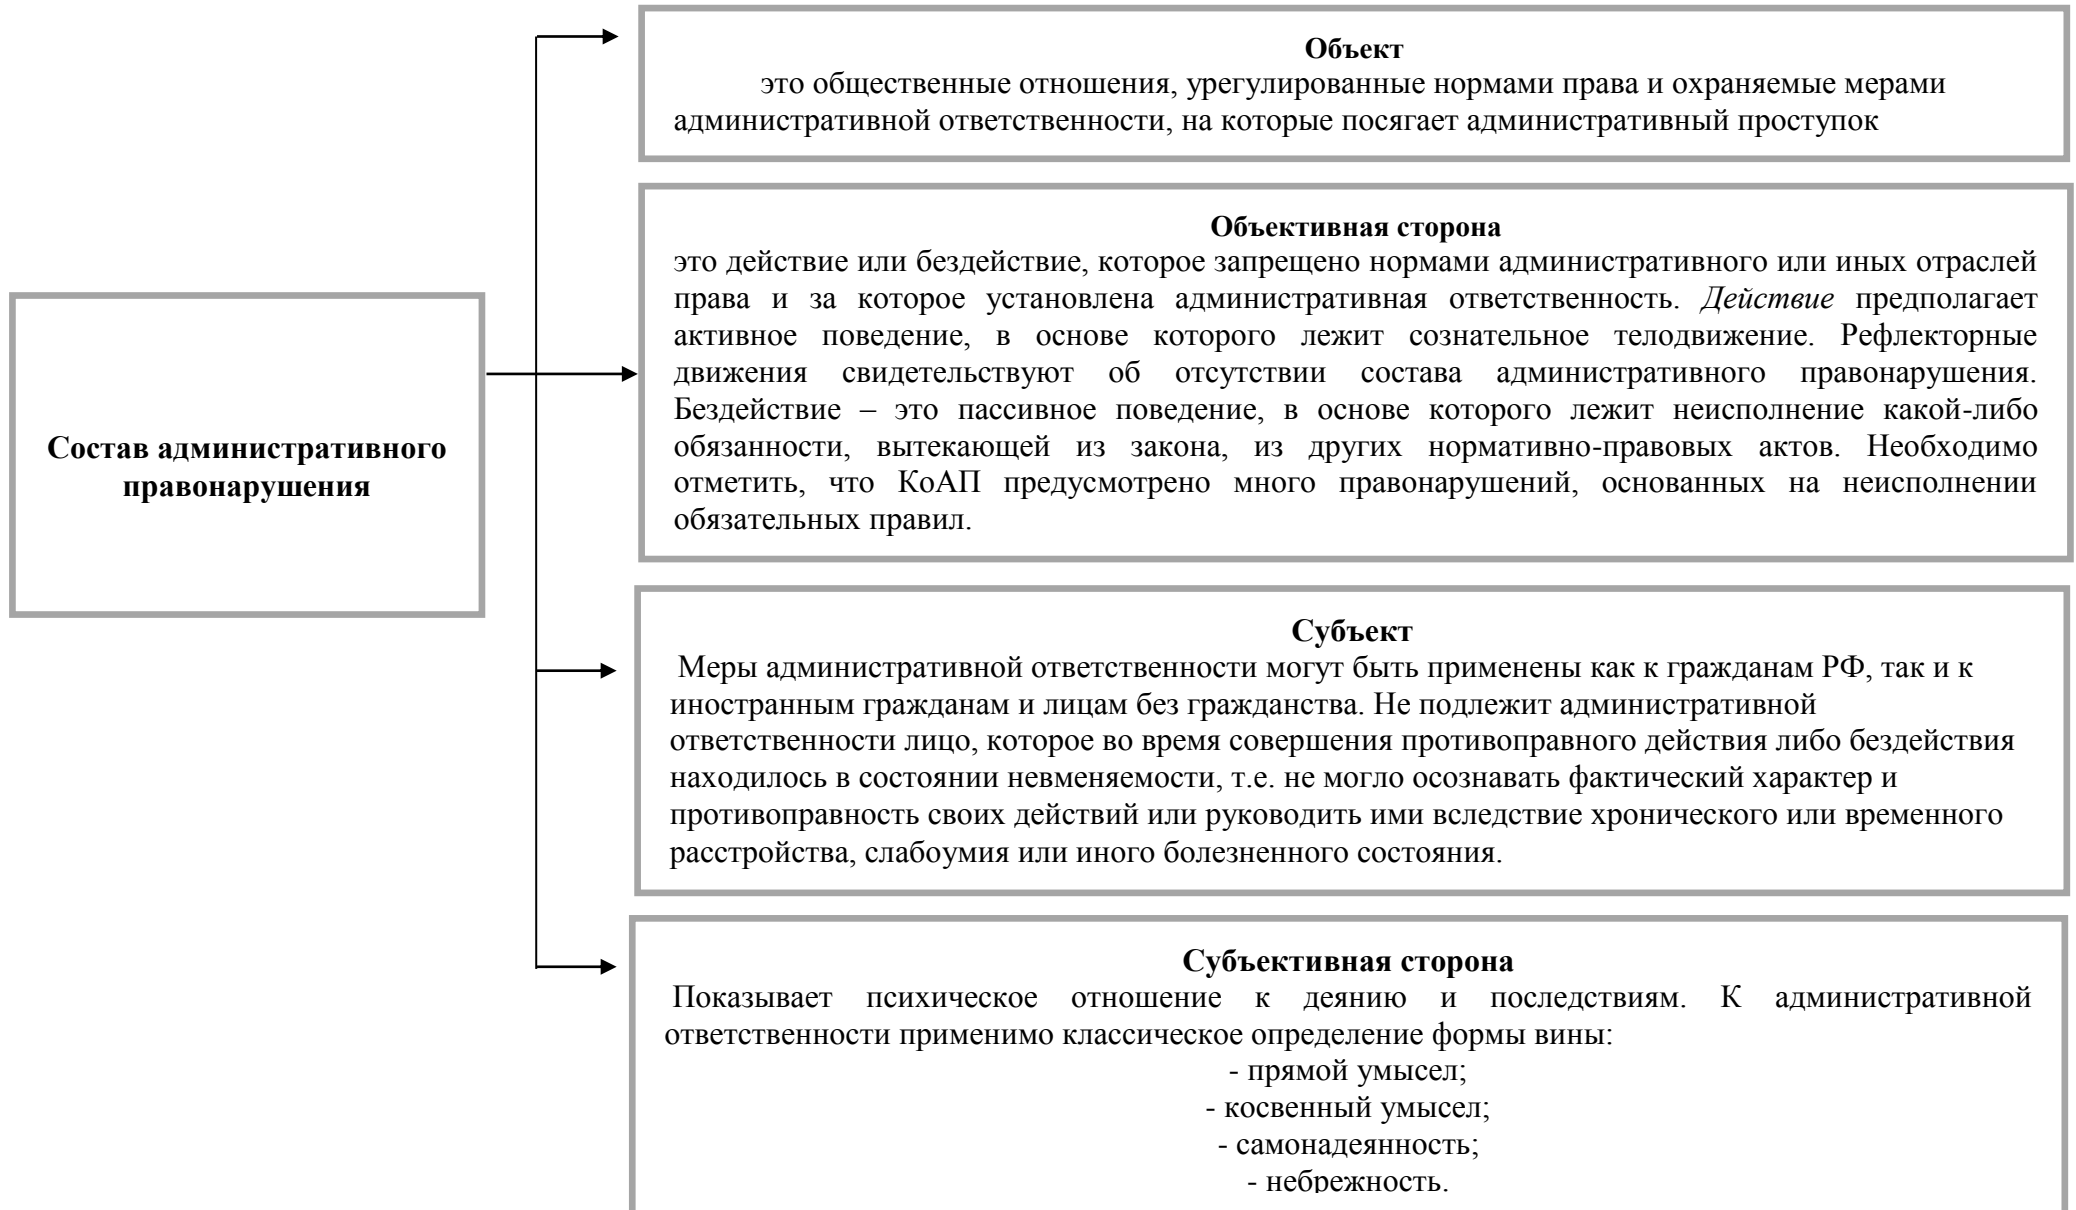 Состав административного
правонарушения
Объект
это общественные отношения, урегулированные нормами права и охраняемые мерами
административной ответственности, на которые посягает административный проступок
Объективная сторона
это действие или бездействие, которое запрещено нормами административного или иных отраслей
права и за которое установлена административная ответственность. Действие предполагает
активное поведение, в основе которого лежит сознательное телодвижение. Рефлекторные
движения свидетельствуют об отсутствии состава административного правонарушения.
Бездействие – это пассивное поведение, в основе которого лежит неисполнение какой-либо
обязанности, вытекающей из закона, из других нормативно-правовых актов. Необходимо
отметить, что КоАП предусмотрено много правонарушений, основанных на неисполнении
обязательных правил.
Субъект
Меры административной ответственности могут быть применены как к гражданам РФ, так и к
иностранным гражданам и лицам без гражданства. Не подлежит административной
ответственности лицо, которое во время совершения противоправного действия либо бездействия
находилось в состоянии невменяемости, т.е. не могло осознавать фактический характер и
противоправность своих действий или руководить ими вследствие хронического или временного
расстройства, слабоумия или иного болезненного состояния.
Субъективная сторона
Показывает психическое отношение к деянию и последствиям. К административной
ответственности применимо классическое определение формы вины:
- прямой умысел;
- косвенный умысел;
- самонадеянность;
- небрежность.